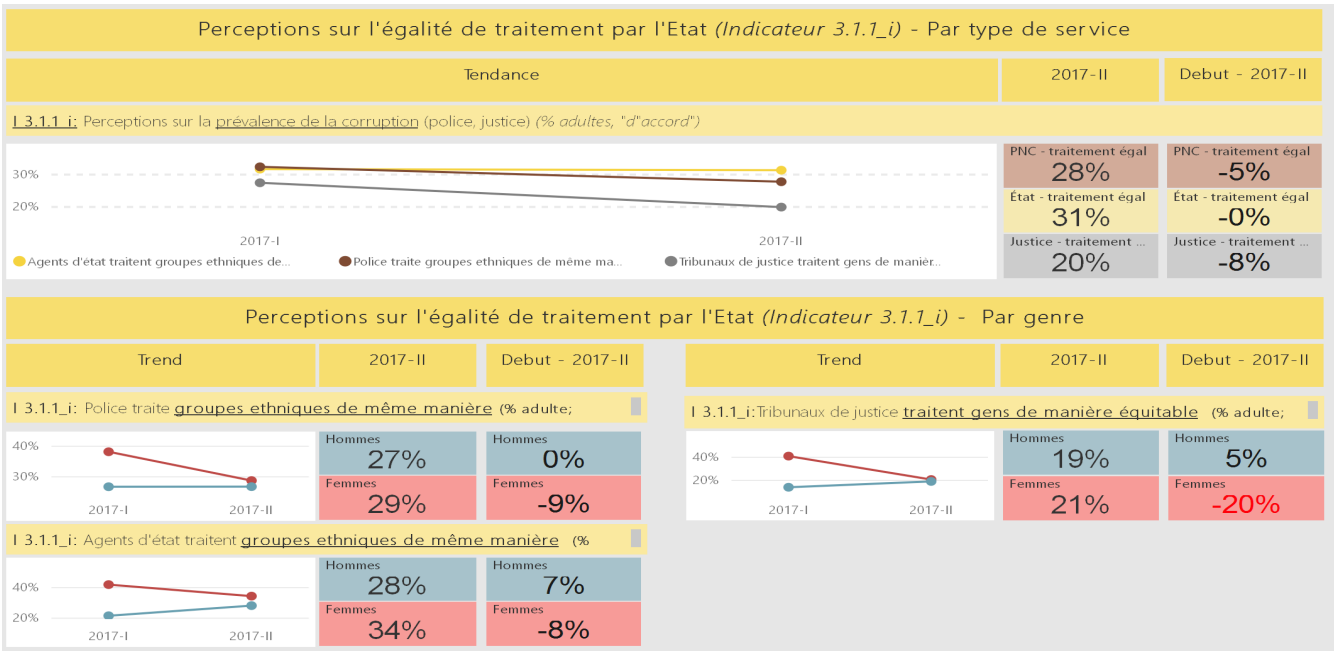 Perceptions sur l'égalité de traitement par l'Etat (Indicateur 3.1.1_i) - Par type de service
Tendance
2017-II
Debut - 2017-II
I 3.1.1_i: Perceptions sur la prévalence de la corruption (police, justice) (% adultes, "d"accord")
30%
20%
2017-I
2017-II
Agents d'état traitent groupes ethniques de...
Police traite groupes ethniques de même ma...
Tribunaux de justice traitent gens de manièr...
PNC - traitement égal
28%
PNC - traitement égal
-5%
État - traitement égal
31%
État - traitement égal
-0%
Justice - traitement ...
20%
Justice - traitement ...
-8%
Perceptions sur l'égalité de traitement par l'Etat (Indicateur 3.1.1_i) - Par genre
Trend
2017-II
Debut - 2017-II
I 3.1.1_i: Police traite groupes ethniques de même manière (% adulte;
40%
30%
2017-I
2017-II
Hommes
27%
Hommes
0%
Femmes
29%
Femmes
-9%
I 3.1.1_i: Agents d'état traitent groupes ethniques de même manière (%
40%
20%
2017-I
2017-II
Hommes
28%
Hommes
7%
Femmes
34%
Femmes
-8%
Trend
2017-II
Debut - 2017-II
I 3.1.1_i:Tribunaux de justice traitent gens de manière équitable (% adulte;
40%
20%
2017-I
2017-II
Hommes
19%
Hommes
5%
Femmes
21%
Femmes
-20%